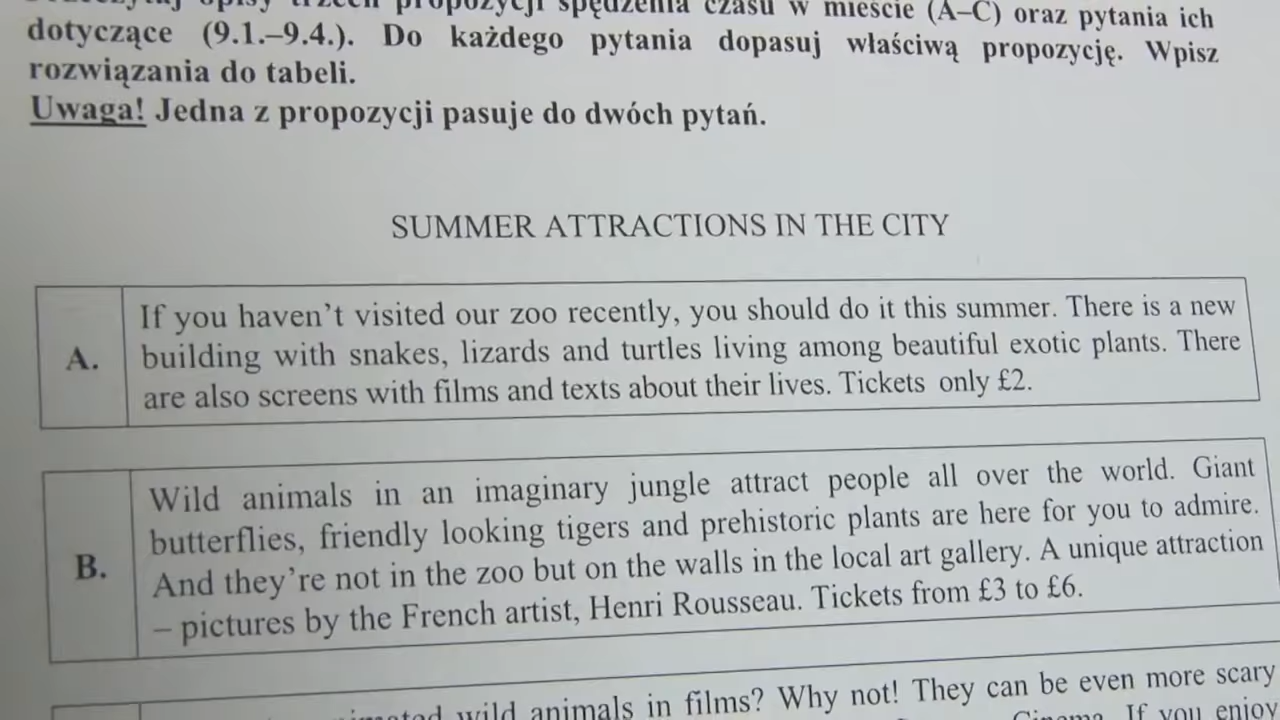 propozycji spędzenia czasu w mieście (A–C) oraz pytania ich
dotyczące (9.1.–9.4.). Do każdego pytania dopasuj właściwą propozycję. Wpisz
rozwiązania do tabeli.
Uwaga! Jedna z propozycji pasuje do dwóch pytań.
SUMMER ATTRACTIONS IN THE CITY
A.
If you haven't visited our zoo recently, you should do it this summer. There is a new
building with snakes, lizards and turtles living among beautiful exotic plants. There
are also screens with films and texts about their lives. Tickets only £2.
B.
Wild animals in an imaginary jungle attract people all over the world. Giant
butterflies, friendly looking tigers and prehistoric plants are here for you to admire.
And they're not in the zoo but on the walls in the local art gallery. A unique attraction
– pictures by the French artist, Henri Rousseau. Tickets from £3 to £6.
wild animals in films? Why not! They can be even more scary
If you enjoy